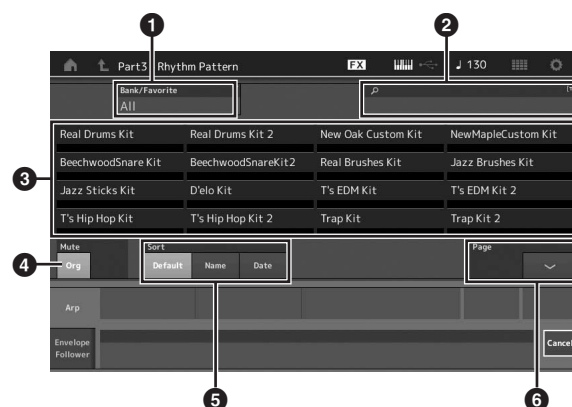 1 2
Part3 Rhythm Pattern FX 130
Bank/Favorite
All
Real Drums Kit Real Drums Kit 2 New Oak Custom Kit NewMapleCustom Kit
3 BeechwoodSnare Kit BeechwoodSnareKit2 Real Brushes Kit Jazz Brushes Kit
Jazz Sticks Kit D'elo Kit T's EDM Kit T's EDM Kit 2
T's Hip Hop Kit T's Hip Hop Kit 2 Trap Kit Trap Kit 2
Mute Sort Page
4 Org Default Name Date
Arp
Envelope
Follower Cancel
5 6